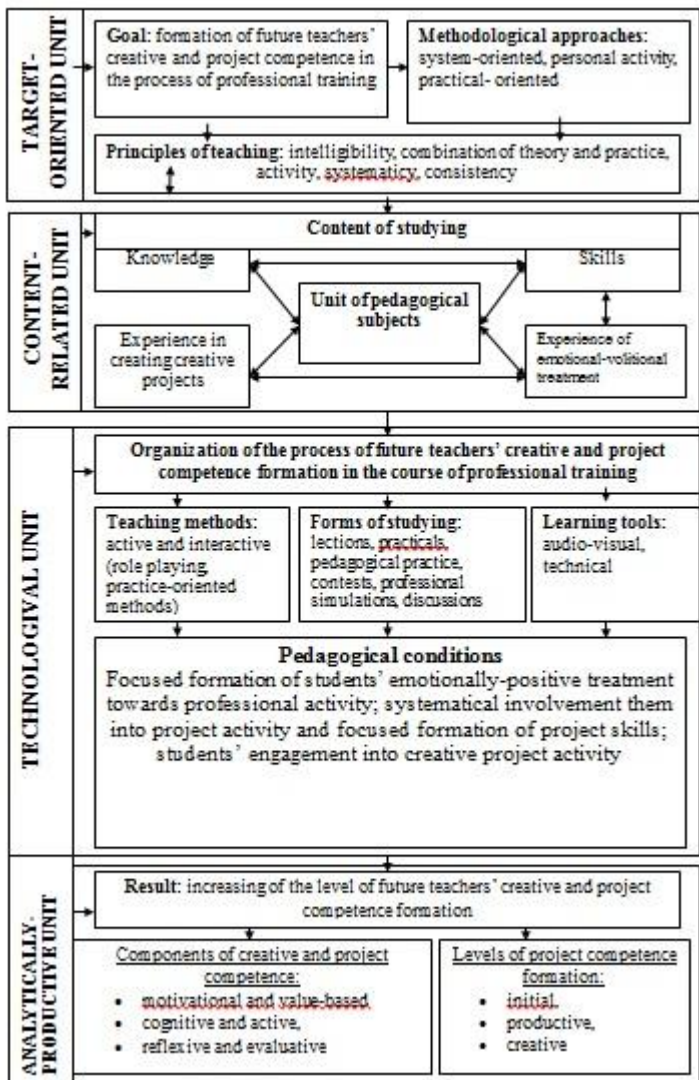 TARGET-
ORIENTED UNIT
Goal: formation of future teachers’
creative and project competence in
the process of professional training
Methodological approaches:
system-oriented, personal activity,
practical- oriented
Principles of teaching: intelligibility, combination of theory and practice,
activity, systematicy, consistency
CONTENT-
RELATED UNIT
Content of studying
Knowledge
Skills
Unit of pedagogical
subjects
Experience in
creating creative
projects
Experience of
emotional-volitional
treatment
TECHNOLOGIVAL UNIT
Organization of the process of future teachers’ creative and project
competence formation in the course of professional training
Teaching methods:
active and interactive
(role playing,
practice-oriented
methods)
Forms of studying:
lections, practicals,
pedagogical practice,
contests, professional
simulations, discussions
Learning tools:
audio-visual,
technical
Pedagogical conditions
Focused formation of students’ emotionally-positive treatment
towards professional activity; systematical involvement them
into project activity and focused formation of project skills;
students’ engagement into creative project activity
ANALYTICALLY-
PRODUCTIVE UNIT
Result: increasing of the level of future teachers’ creative and project
competence formation
Components of creative and project
competence:
• motivational and value-based
• cognitive and active,
• reflexive and evaluative
Levels of project competence
formation:
• initial,
• productive,
• creative